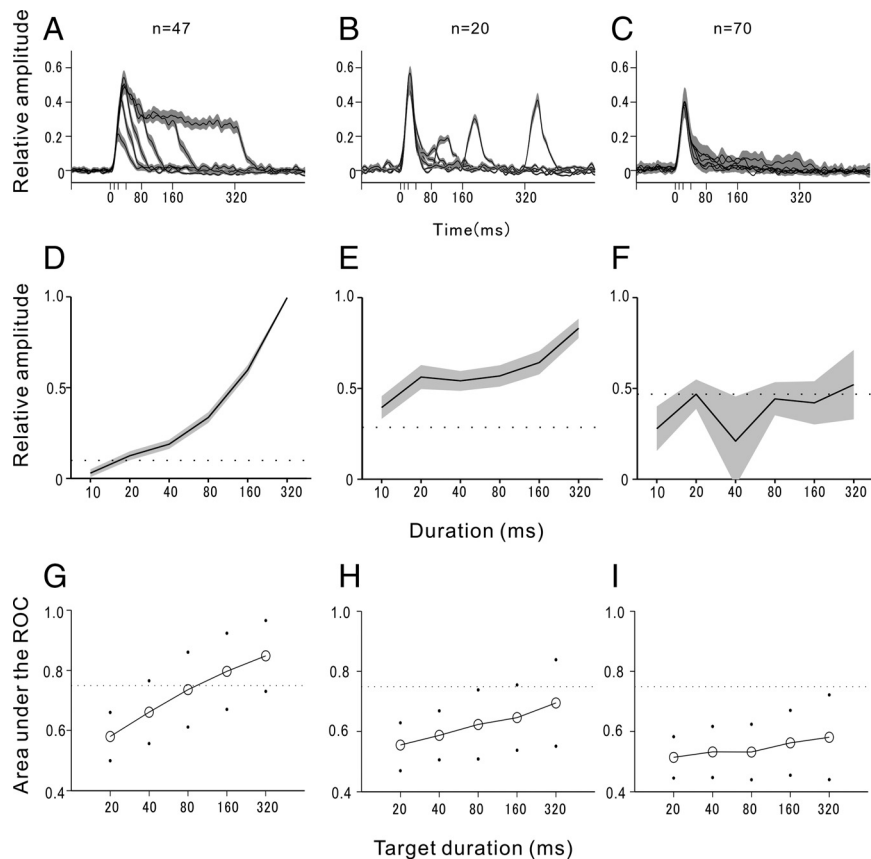 A n=47 B n=20 C n=70
Relative amplitude
0.6 0.6 0.6
0.4 0.4 0.4
0.2 0.2 0.2
0 0 0
0 80 160 320 0 80 160 320 0 80 160 320
Time(ms)
D E F
Relative amplitude
1.0 1.0 1.0
0.5 0.5 0.5
0 0 0
10 20 40 80 160 320 10 20 40 80 160 320 10 20 40 80 160 320
Duration (ms)
G H I
Area under the ROC
1.0 1.0 1.0
0.8 0.8 0.8
0.6 0.6 0.6
0.4 0.4 0.4
20 40 80 160 320 20 40 80 160 320 20 40 80 160 320
Target duration (ms)